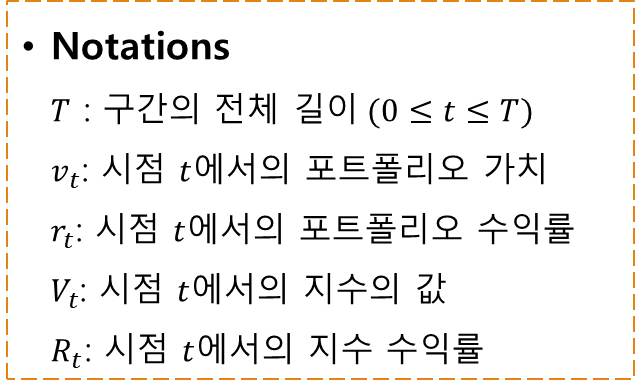 • Notations
T : 구간의 전체 길이 (0 ≤ t ≤ T)
v_t: 시점 t에서의 포트폴리오 가치
r_t: 시점 t에서의 포트폴리오 수익률
V_t: 시점 t에서의 지수의 값
R_t: 시점 t에서의 지수 수익률